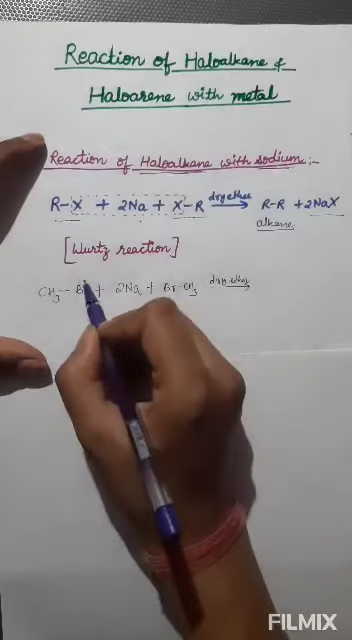 Reaction of Haloalkane &
Haloarene with metal
Reaction of Haloalkane with sodium :-
R-X + 2Na + X-R dry ether → R-R + 2NaX
alkane
[Wurtz reaction]
CH₃- + 2Na + Br-CH₃ dry ether →
FILMIX